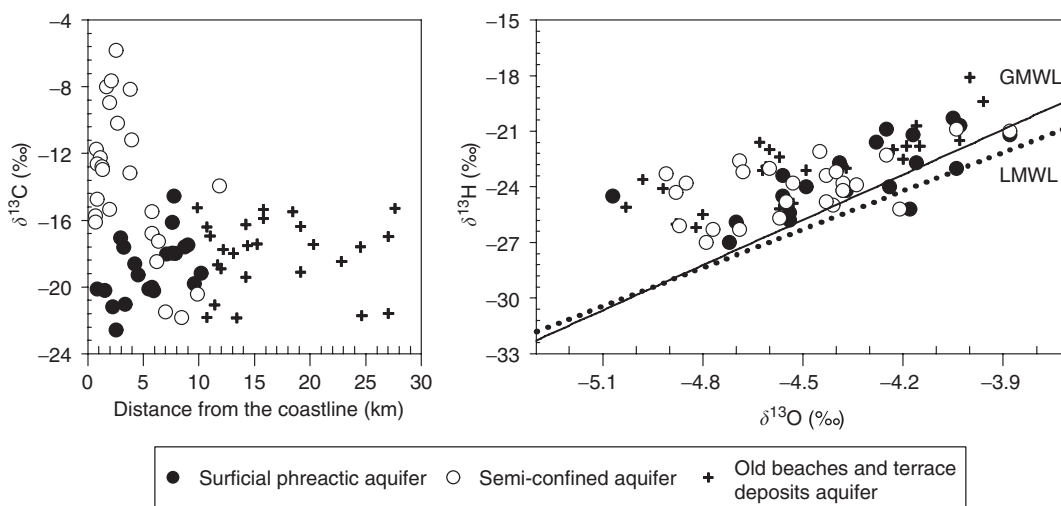 −4
−8
−12
−16
−20
−24
δ13C (‰)
0 5 10 15 20 25 30
Distance from the coastline (km)
−15
−18
−21
−24
−27
−30
−33
δ13H (‰)
GMWL
LMWL
−5.1 −4.8 −4.5 −4.2 −3.9
δ13O (‰)
Surficial phreactic aquifer
Semi-confined aquifer
Old beaches and terrace
deposits aquifer